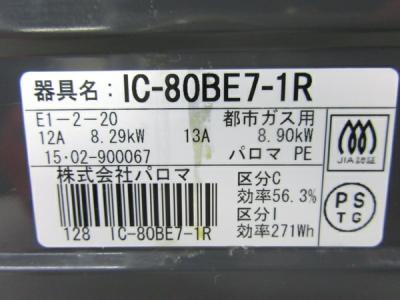 器具名：IC-80BE7-1R
E1-2-20 都市ガス用
12A 8.29kW 13A 8.90kW
15·02-900067 パロマ PE
株式会社パロマ
区分C
効率56.3%
区分I
効率271Wh
128 IC-80BE7-1R
JIA認証
PS
TG